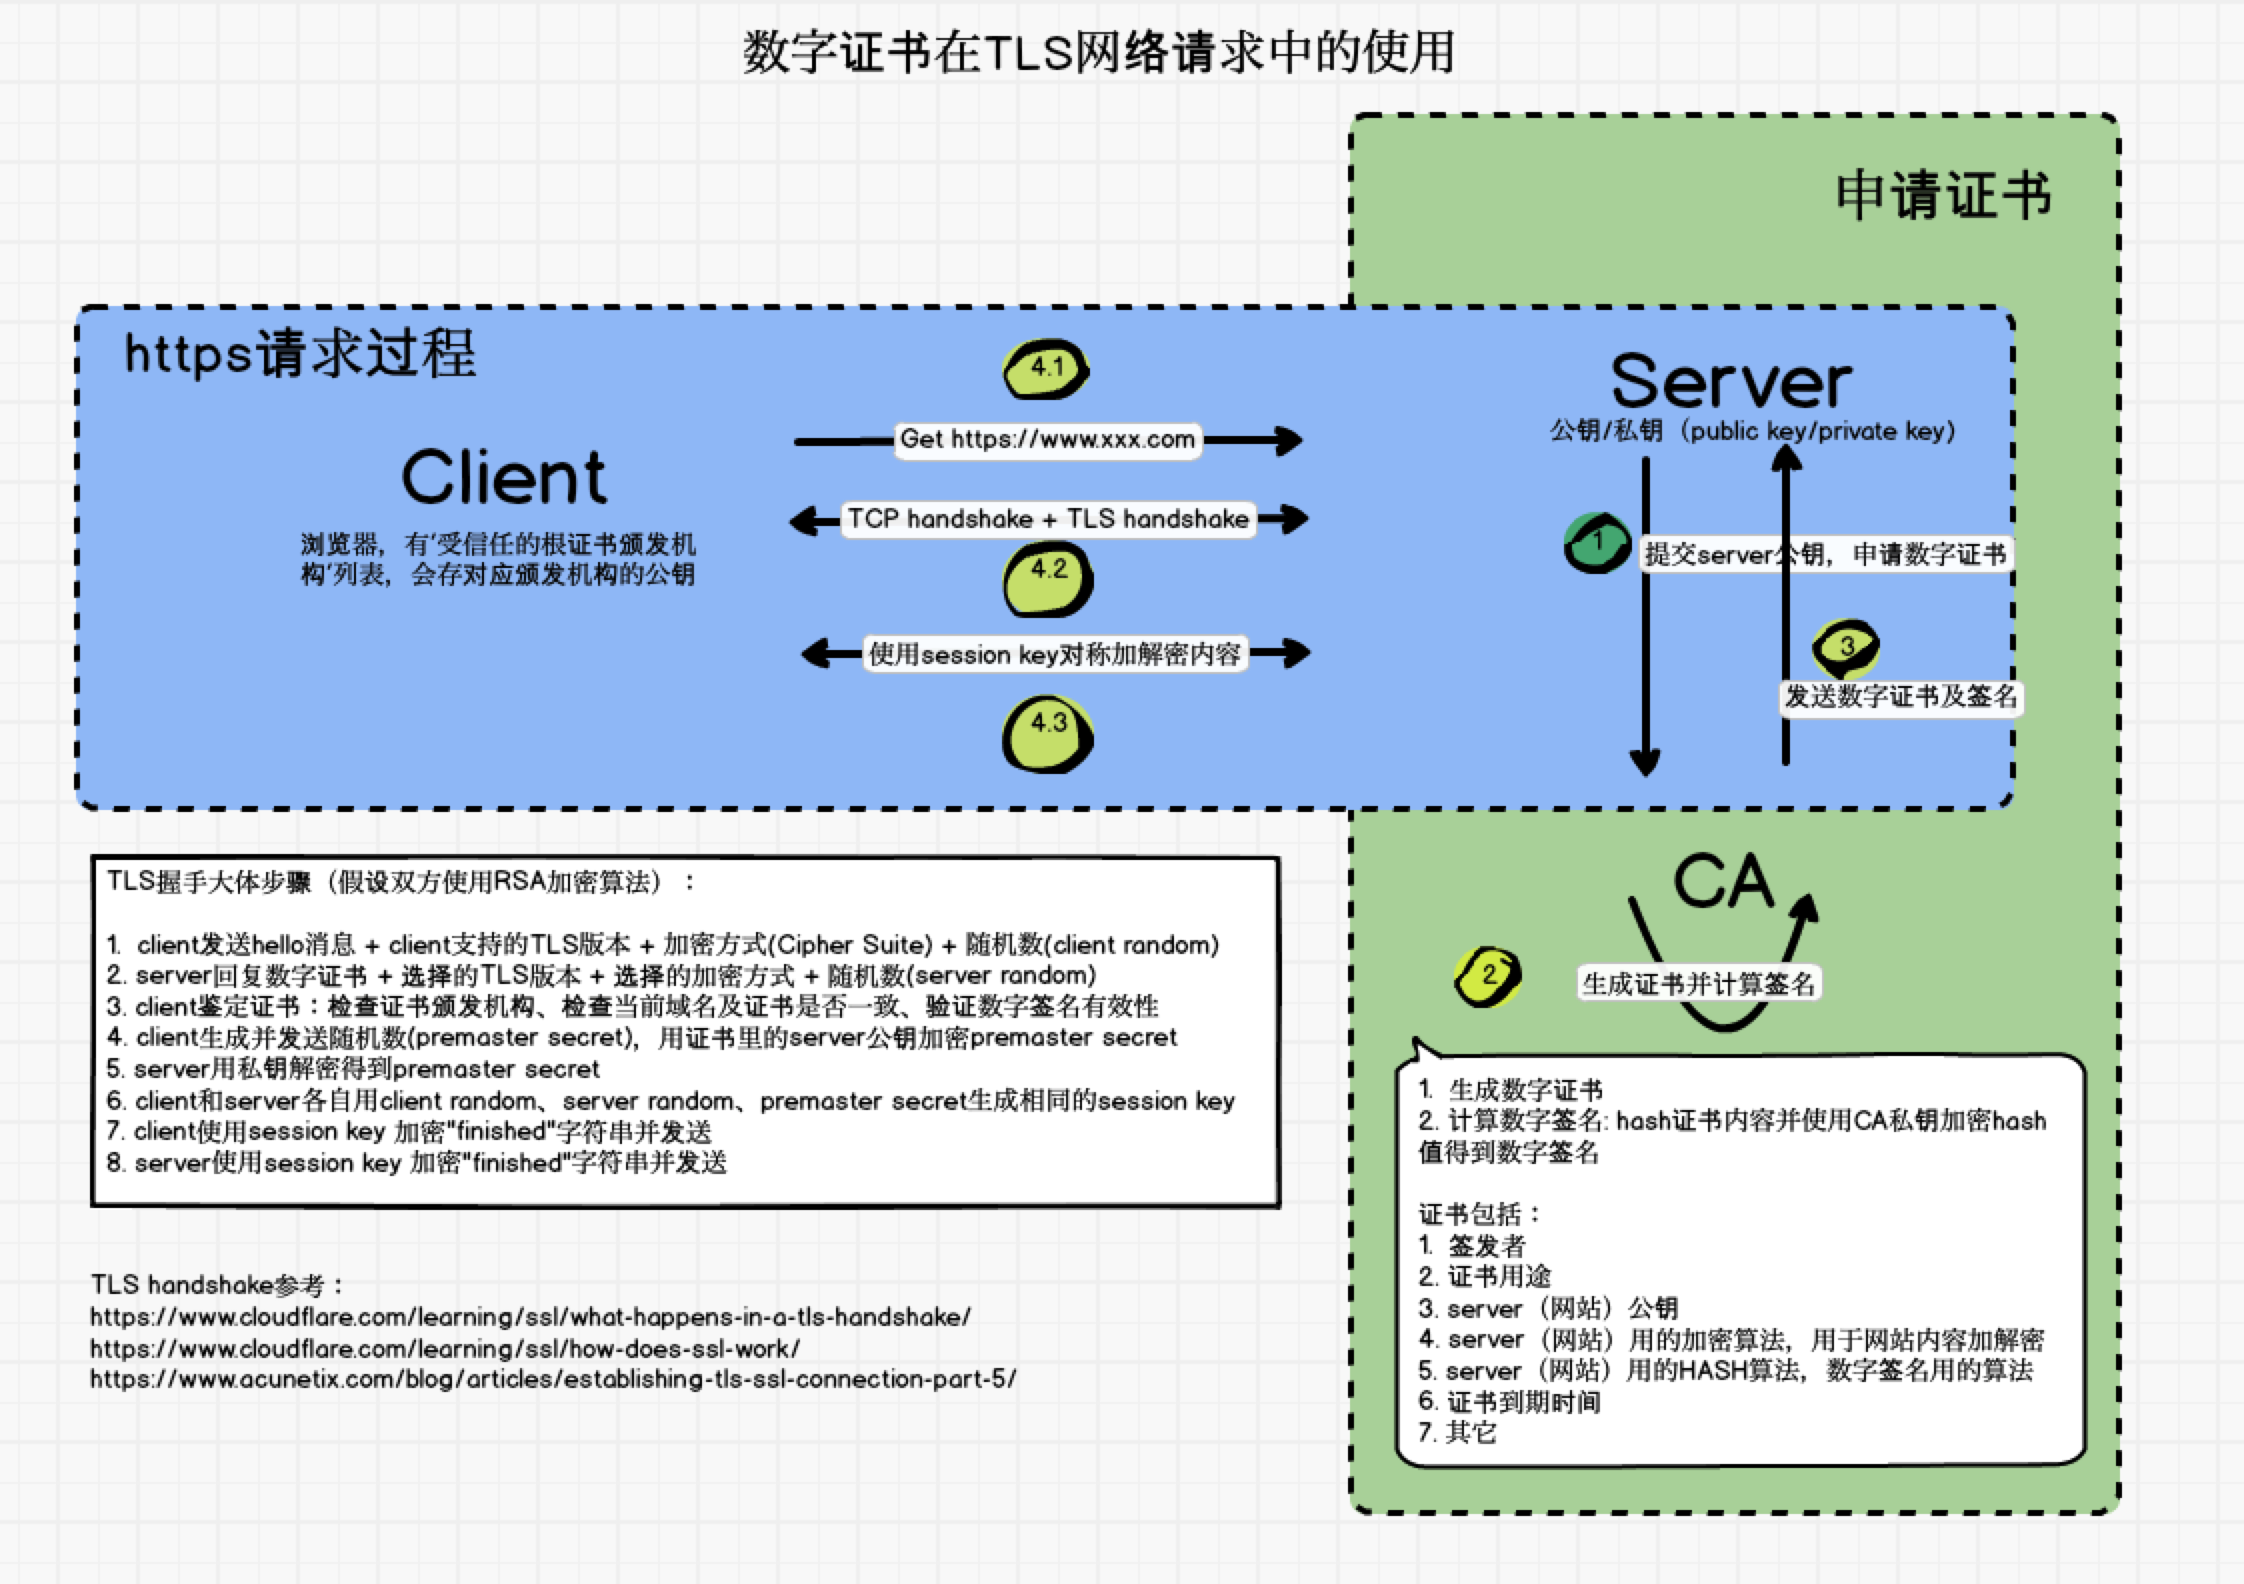 数字证书在TLS网络请求中的使用
申请证书
https请求过程
4.1
Get https://www.xxx.com
Client
浏览器，有'受信任的根证书颁发机
构'列表，会存对应颁发机构的公钥
TCP handshake + TLS handshake
4.2
使用session key对称加解密内容
4.3
Server
公钥/私钥（public key/private key)
1
提交server公钥，申请数字证书
3
发送数字证书及签名
CA
2
生成证书并计算签名
1. 生成数字证书
2. 计算数字签名: hash证书内容并使用CA私钥加密hash
值得到数字签名
证书包括：
1. 签发者
2. 证书用途
3. server（网站）公钥
4. server（网站）用的加密算法，用于网站内容加解密
5. server（网站）用的HASH算法，数字签名用的算法
6. 证书到期时间
7. 其它
TLS握手大体步骤（假设双方使用RSA加密算法）：
1. client发送hello消息 + client支持的TLS版本 + 加密方式(Cipher Suite) + 随机数(client random)
2. server回复数字证书 + 选择的TLS版本 + 选择的加密方式 + 随机数(server random)
3. client鉴定证书：检查证书颁发机构、检查当前域名及证书是否一致、验证数字签名有效性
4. client生成并发送随机数(premaster secret)，用证书里的server公钥加密premaster secret
5. server用私钥解密得到premaster secret
6. client和server各自用client random、server random、premaster secret生成相同的session key
7. client使用session key 加密"finished"字符串并发送
8. server使用session key 加密"finished"字符串并发送
TLS handshake参考：
https://www.cloudflare.com/learning/ssl/what-happens-in-a-tls-handshake/
https://www.cloudflare.com/learning/ssl/how-does-ssl-work/
https://www.acunetix.com/blog/articles/establishing-tls-ssl-connection-part-5/